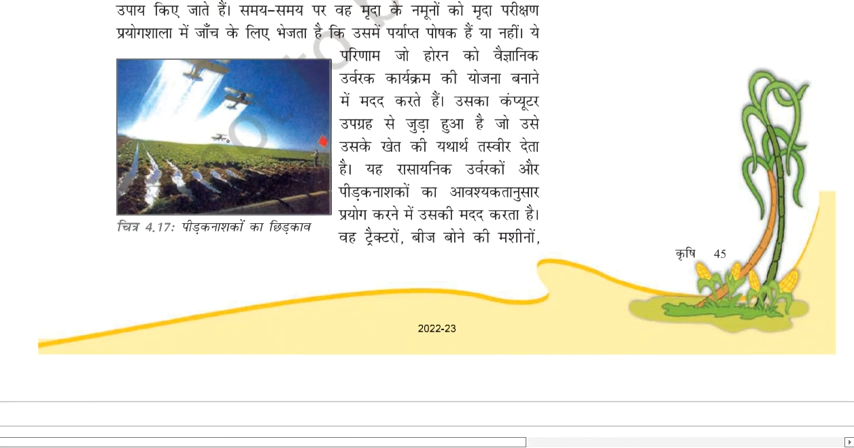 उपाय किए जाते हैं। समय-समय पर वह मृदा के नमूनों को मृदा परीक्षण
प्रयोगशाला में जाँच के लिए भेजता है कि उसमें पर्याप्त पोषक हैं या नहीं। ये
परिणाम जो होरन को वैज्ञानिक
उर्वरक कार्यक्रम की योजना बनाने
में मदद करते हैं। उसका कंप्यूटर
उपग्रह से जुड़ा हुआ है जो उसे
उसके खेत की यथार्थ तस्वीर देता
है। यह रासायनिक उर्वरकों और
पीड़कनाशकों का आवश्यकतानुसार
प्रयोग करने में उसकी मदद करता है।
वह ट्रैक्टरों, बीज बोने की मशीनों,
चित्र 4.17: पीड़कनाशकों का छिड़काव
कृषि 45
2022-23